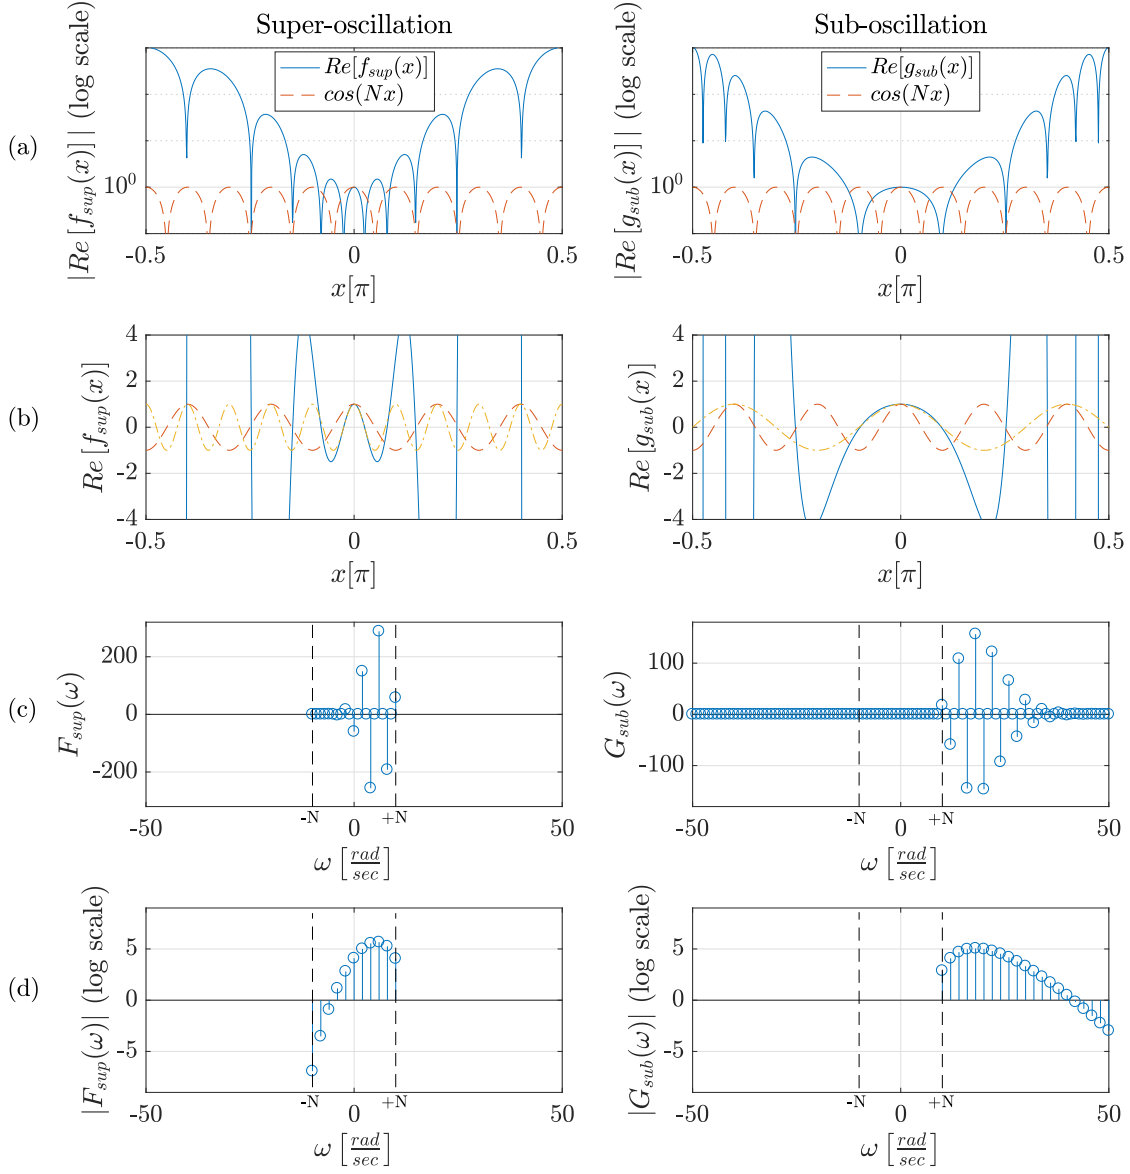 Super-oscillation
Sub-oscillation
(a)
|Re[f_sup(x)]| (log scale)
10^0
Re[f_sup(x)]
cos(Nx)
-0.5
0
0.5
x[π]
|Re[g_sub(x)]| (log scale)
10^0
Re[g_sub(x)]
cos(Nx)
-0.5
0
0.5
x[π]
(b)
Re[f_sup(x)]
4
2
0
-2
-4
-0.5
0
0.5
x[π]
Re[g_sub(x)]
4
2
0
-2
-4
-0.5
0
0.5
x[π]
(c)
F_sup(ω)
200
0
-200
-50
-N
0
+N
50
ω [rad/sec]
G_sub(ω)
100
0
-100
-50
-N
0
+N
50
ω [rad/sec]
(d)
|F_sup(ω)| (log scale)
5
0
-5
-50
-N
0
+N
50
ω [rad/sec]
|G_sub(ω)| (log scale)
5
0
-5
-50
-N
0
+N
50
ω [rad/sec]